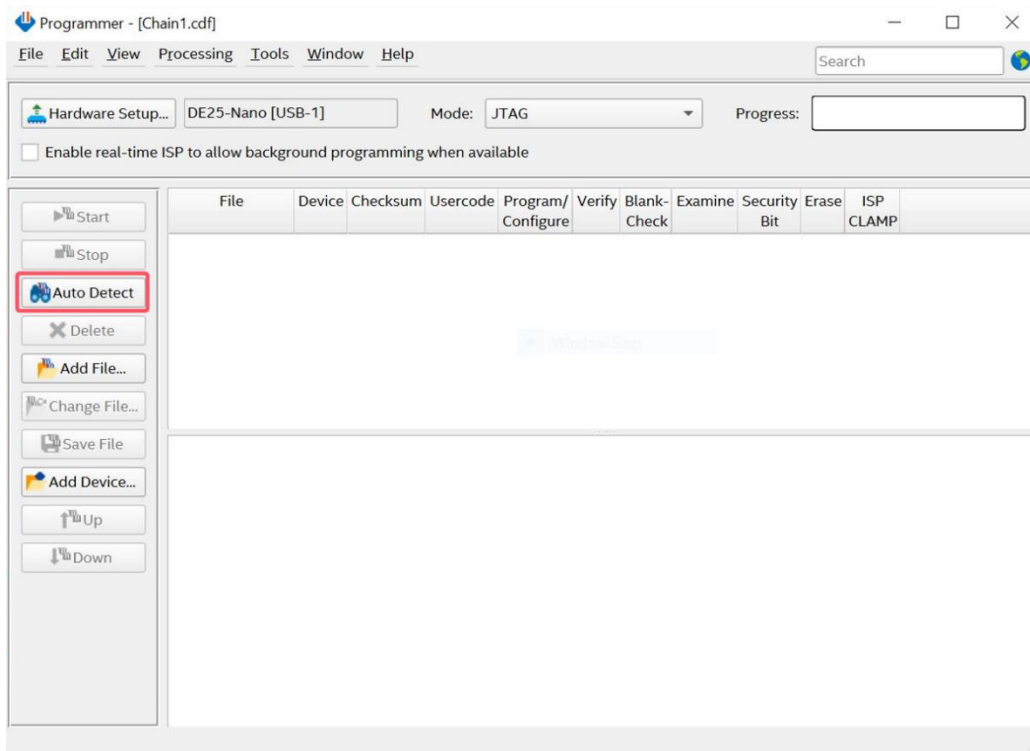 Programmer - [Chain1.cdf]
File Edit View Processing Tools Window Help
Search
Hardware Setup... DE25-Nano [USB-1] Mode: JTAG Progress:
Enable real-time ISP to allow background programming when available
File Device Checksum Usercode Program/ Verify Blank- Examine Security Erase ISP
Configure Check Bit CLAMP
Start
Stop
Auto Detect
Delete
Add File...
Change File...
Save File
Add Device...
Up
Down